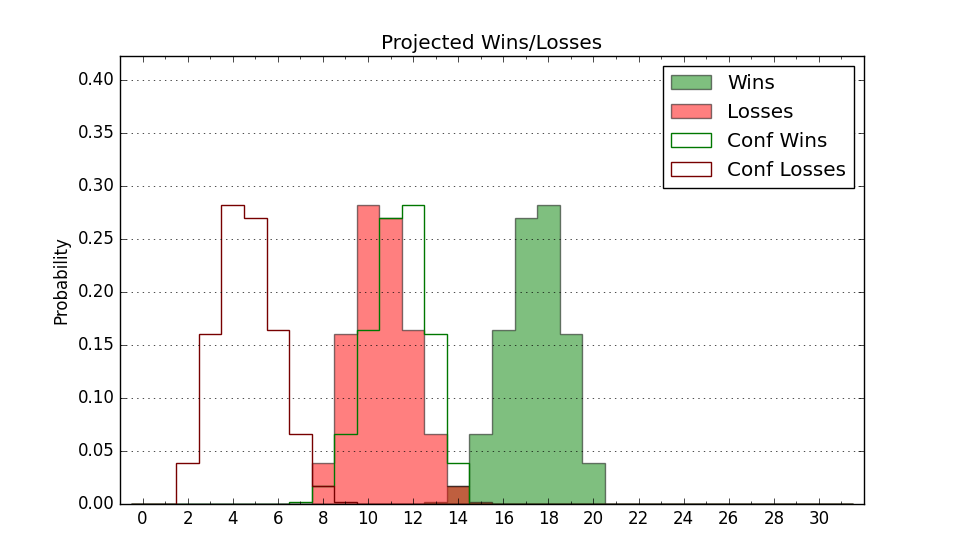 Projected Wins/Losses
0.40
0.35
0.30
0.25
0.20
0.15
0.10
0.05
0.00
Probability
Wins
Losses
Conf Wins
Conf Losses
0 2 4 6 8 10 12 14 16 18 20 22 24 26 28 30